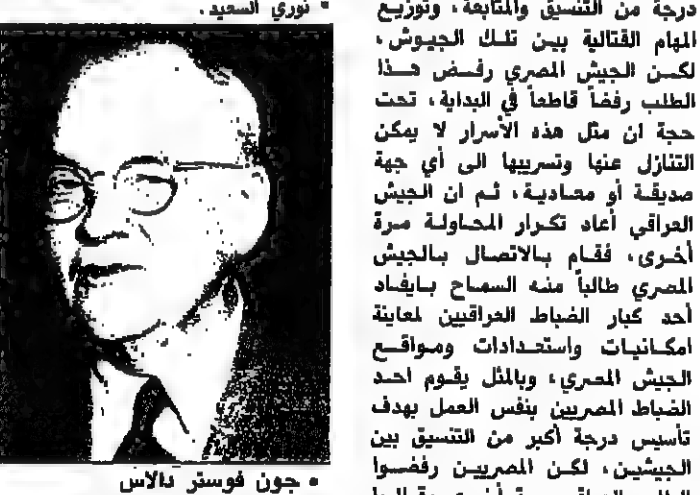 • نوري السعيد.
درجة من التنسيق والمتابعة، وتوزيع
المهام القتالية بين تلك الجيوش،
لكن الجيش المصري رفض هذا
الطلب رفضاً قاطعاً في البداية، تحت
حجة ان مثل هذه الأسرار لا يمكن
التنازل عنها وتسريبها الى أي جهة
صديقة أو معادية، ثم ان الجيش
العراقي أعاد تكرار المحاولة مرة
أخرى، فقام بالاتصال بالجيش
المصري طالباً منه السماح بايفاد
أحد كبار الضباط العراقيين لمعاينة
امكانيات واستعدادات ومواقع
الجيش المصري، وبالمثل يقوم احد
الضباط المصريين بنفس العمل بهدف
تأسيس درجة أكبر من التنسيق بين
الجيشين، لكن المصريين رفضوا
• جون فوستر دالاس